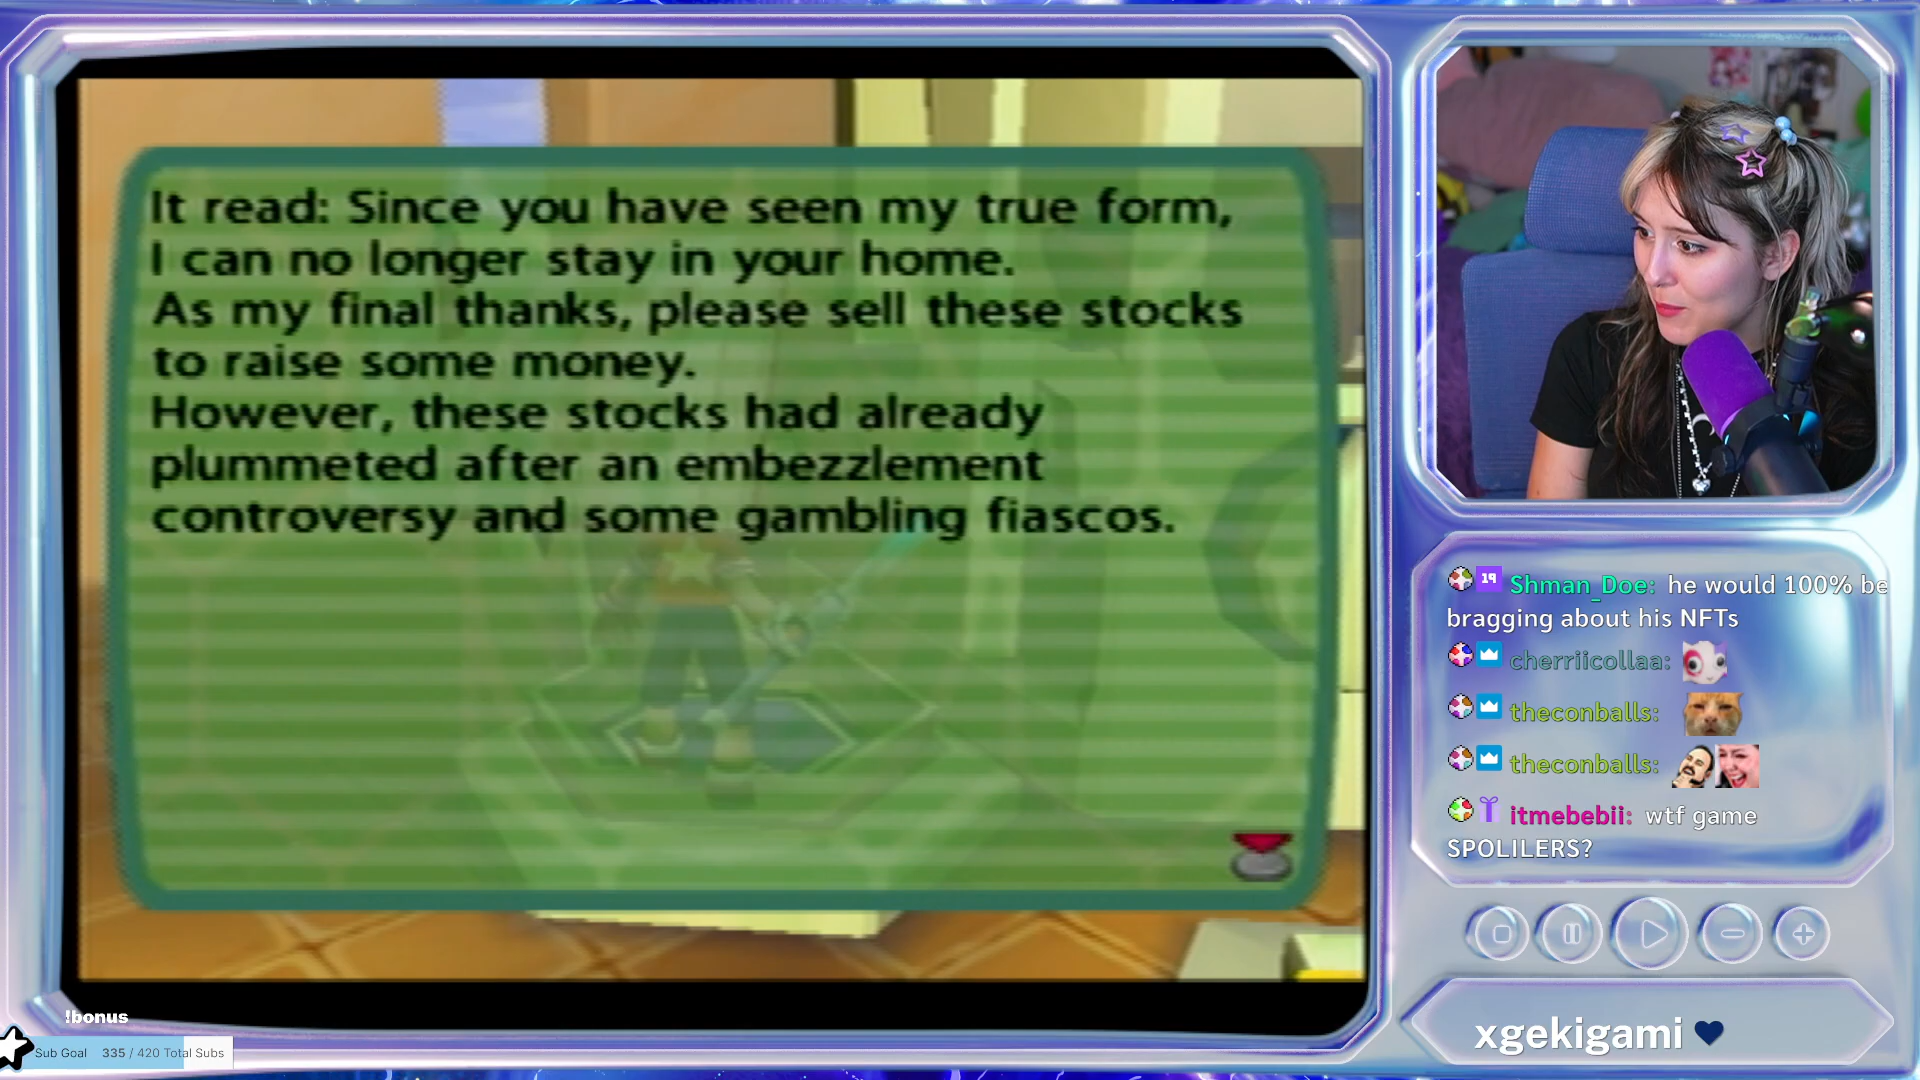 It read: Since you have seen my true form,
I can no longer stay in your home.
As my final thanks, please sell these stocks
to raise some money.
However, these stocks had already
plummeted after an embezzlement
controversy and some gambling fiascos.
19 Shman_Doe: he would 100% be
bragging about his NFTs
cherriicollaa:
theconballs:
theconballs:
itmebebii: wtf game
SPOLILERS?
xgekigami
!bonus
Sub Goal 335 / 420 Total Subs